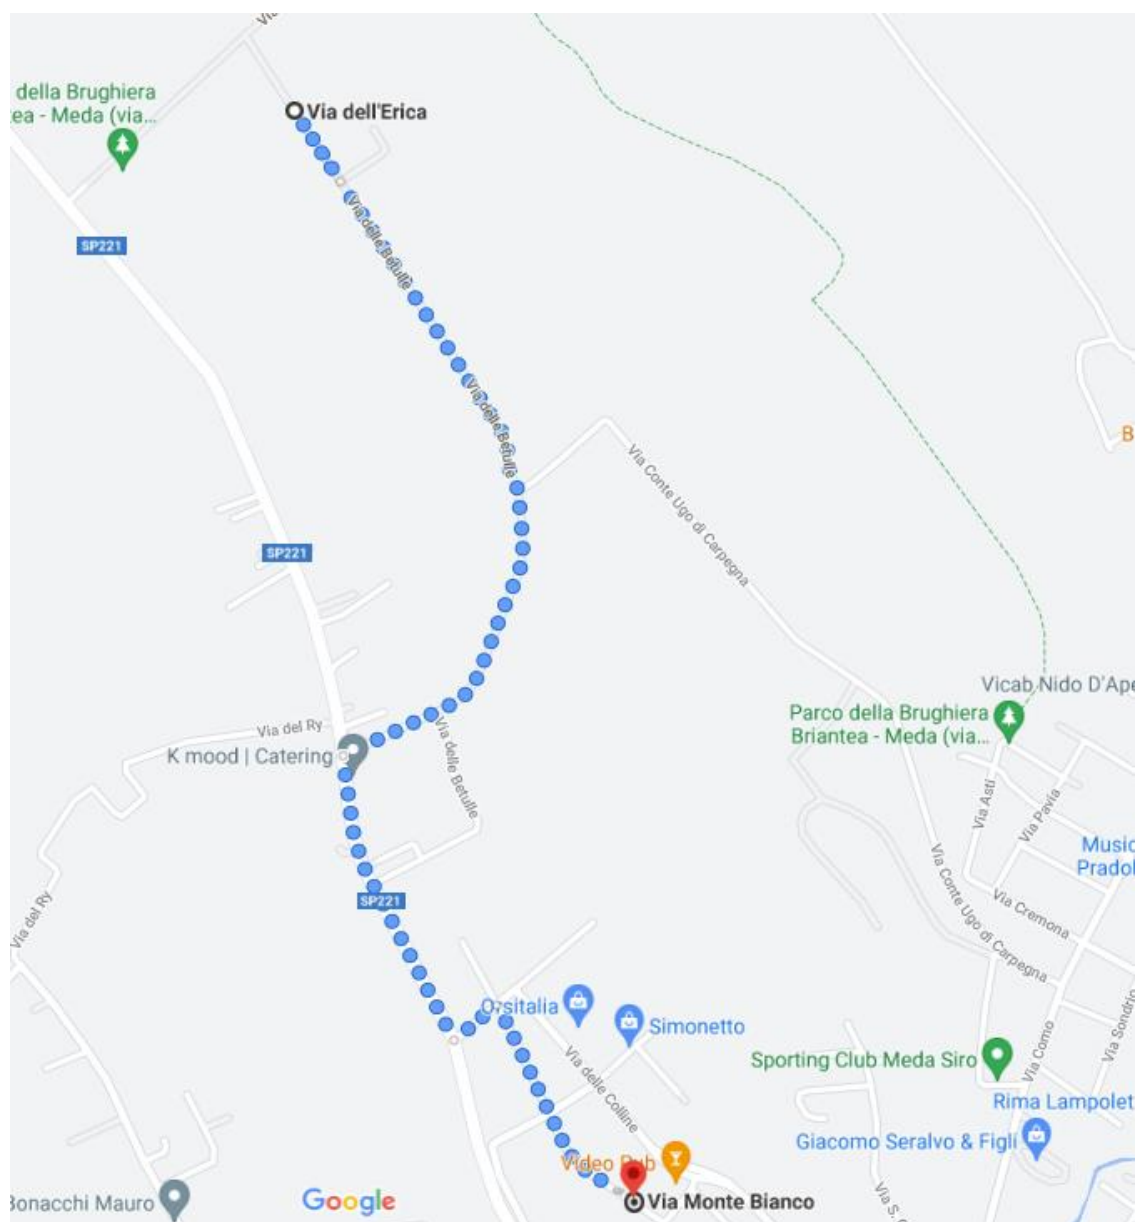 Via
della Brughiera
ea - Meda (via...
Via dell'Erica
SP221
Via delle Betulle
Via delle Betulle
B
Via Conte Ugo di Carpegna
SP221
Vicab Nido D'Ape
Parco della Brughiera
Briantea - Meda (via...
Via del Ry
K mood | Catering
Via delle Betulle
Via Asti
Via Pavia
Music
Pradol
SP221
Via del Ry
Via Conte Ugo di Carpegna
Via Cremona
Orsitalia
Simonetto
Via Sondrio
Via Como
Sporting Club Meda Siro
Via delle Colline
Rima Lampolet
Giacomo Seralvo & Figli
Video Pub
Bonacchi Mauro
Google
Via Monte Bianco
Via S.